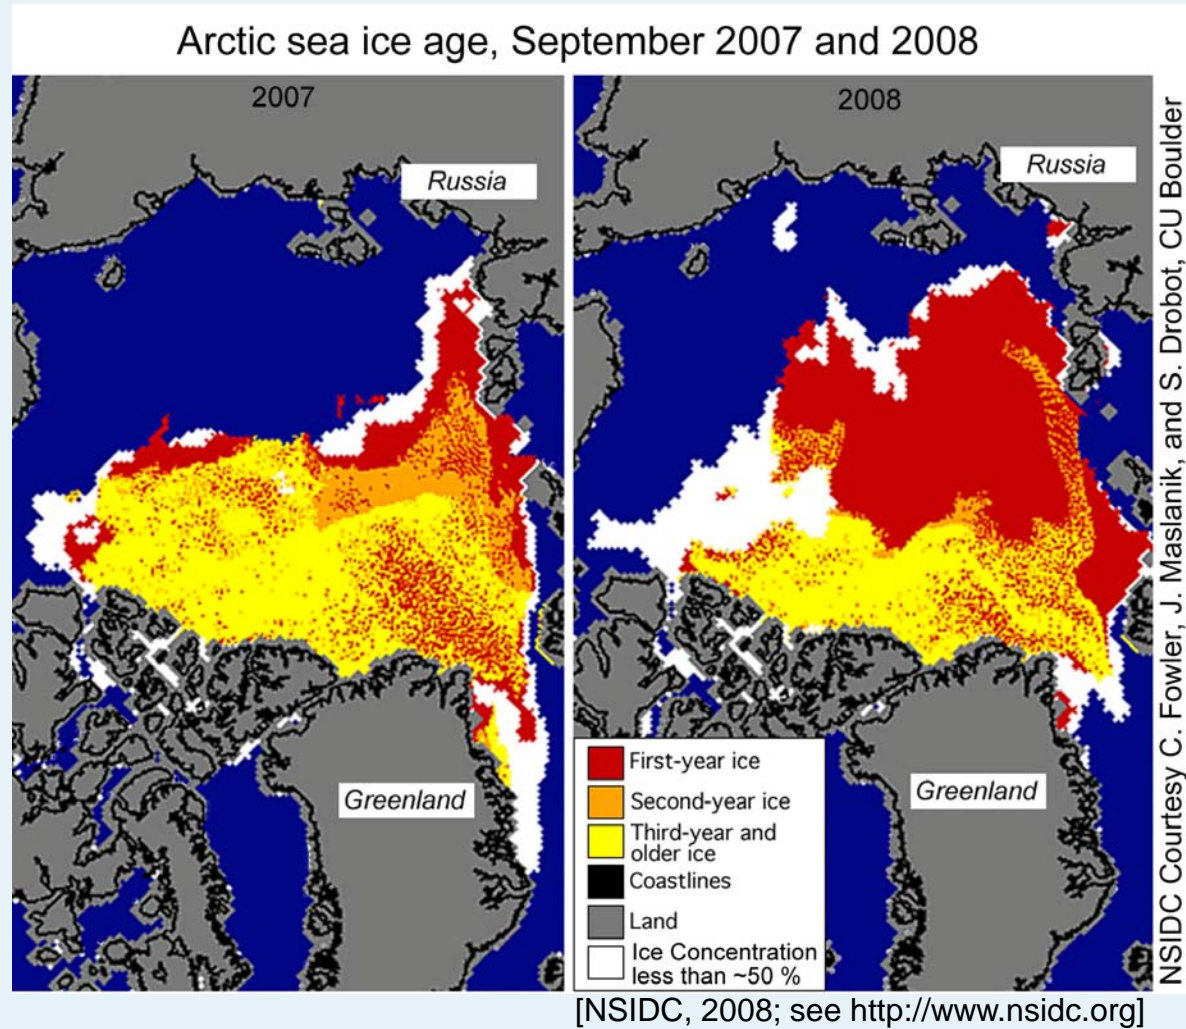 Arctic sea ice age, September 2007 and 2008
2007
2008
Russia
Russia
Greenland
Greenland
First-year ice
Second-year ice
Third-year and
older ice
Coastlines
Land
Ice Concentration
less than ~50 %
NSIDC Courtesy C. Fowler, J. Maslanik, and S. Drobot, CU Boulder
[NSIDC, 2008; see http://www.nsidc.org]